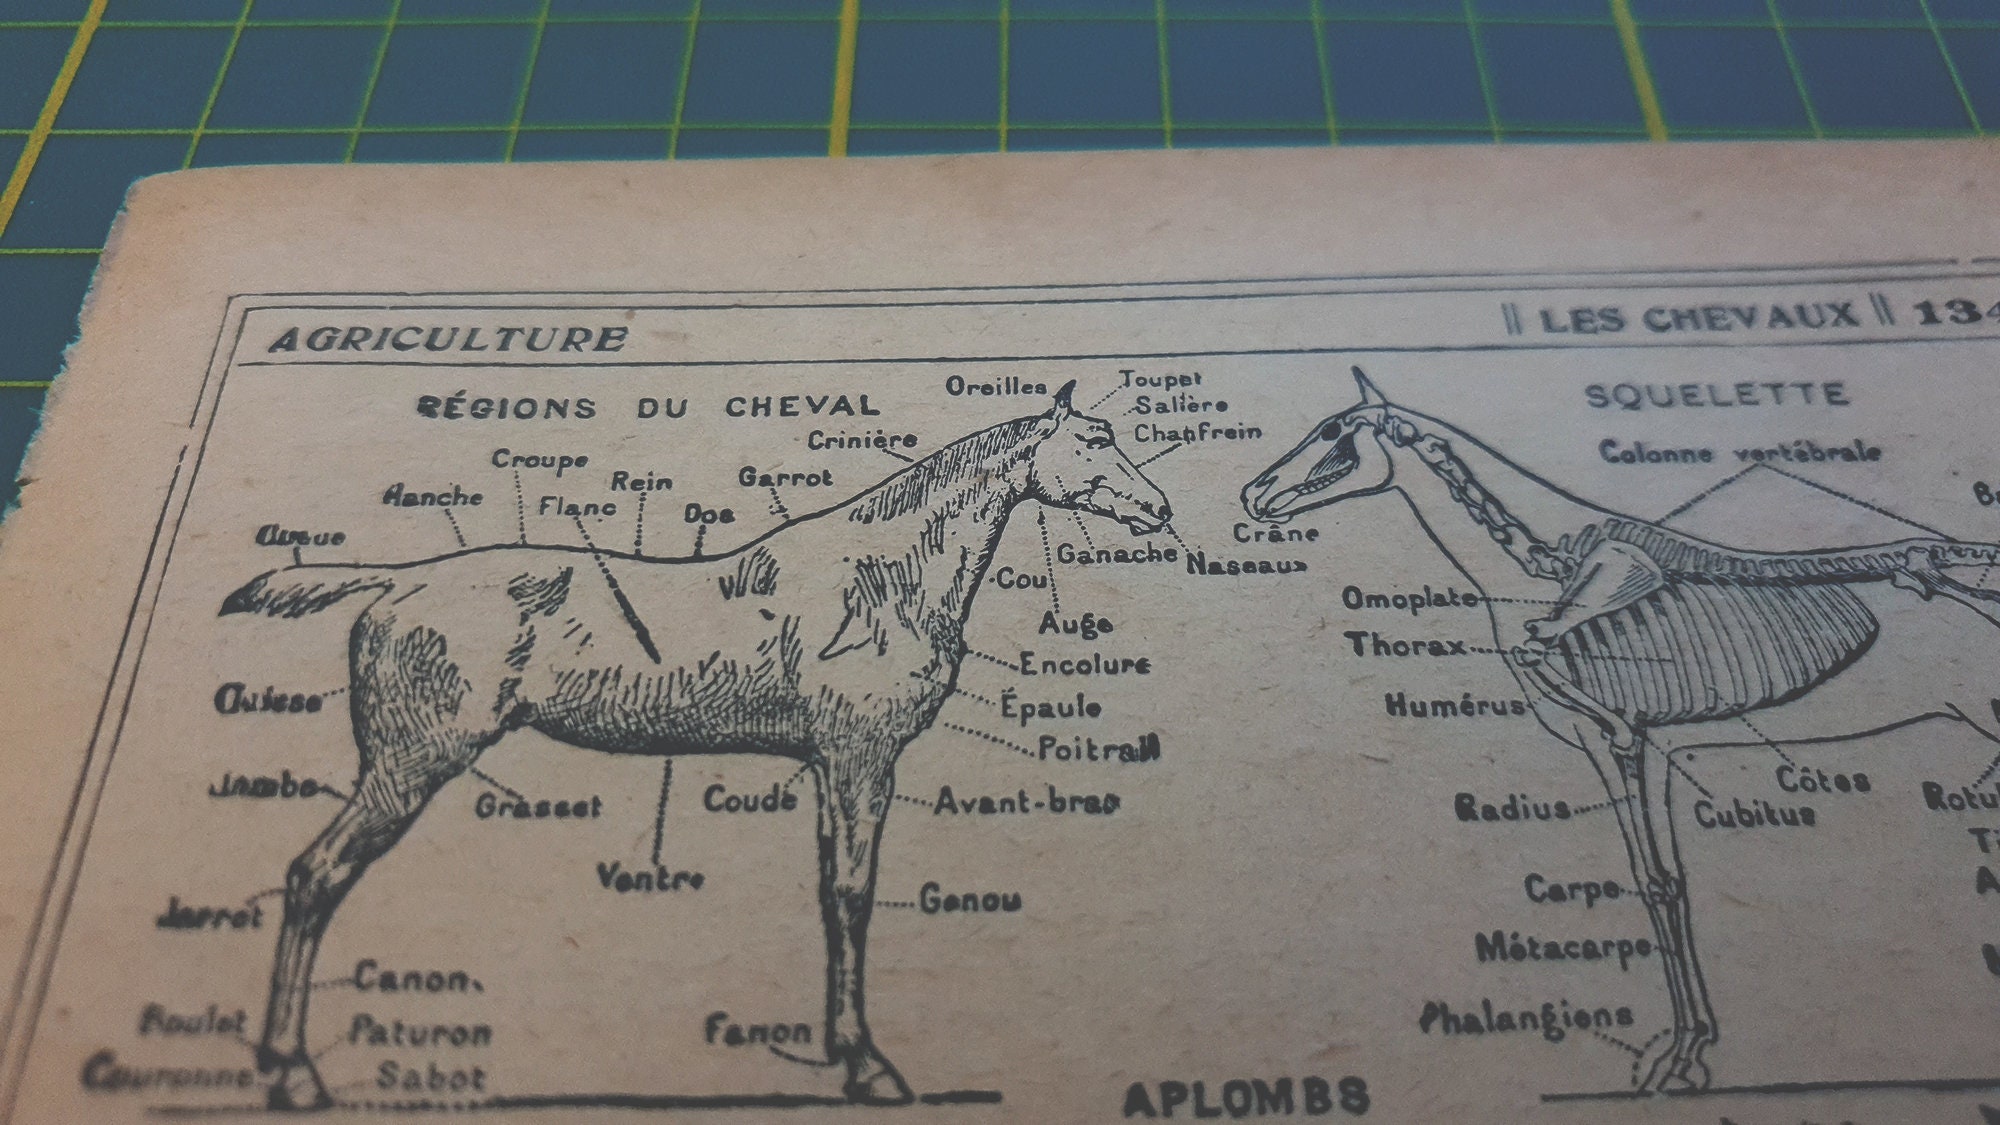 AGRICULTURE
|| LES CHEVAUX || 134
RÉGIONS DU CHEVAL
Oreilles
Toupet
Salière
Chanfrein
Crinière
Croupe
Garrot
Rein
Hanche
Flanc
Dos
Queue
Ganache
Naseaux
Cou
Auge
Encolure
Cuisse
Épaule
Poitrail
Jambe
Grasset
Coude
Avant-bras
Ventre
Genou
Jarret
Canon
Boulet
Paturon
Fanon
Couronne
Sabot
SQUELETTE
Colonne vertébrale
Crâne
Omoplate
Thorax
Humérus
Côtes
Radius
Cubitus
Carpe
Métacarpe
Phalangiens
APLOMBS